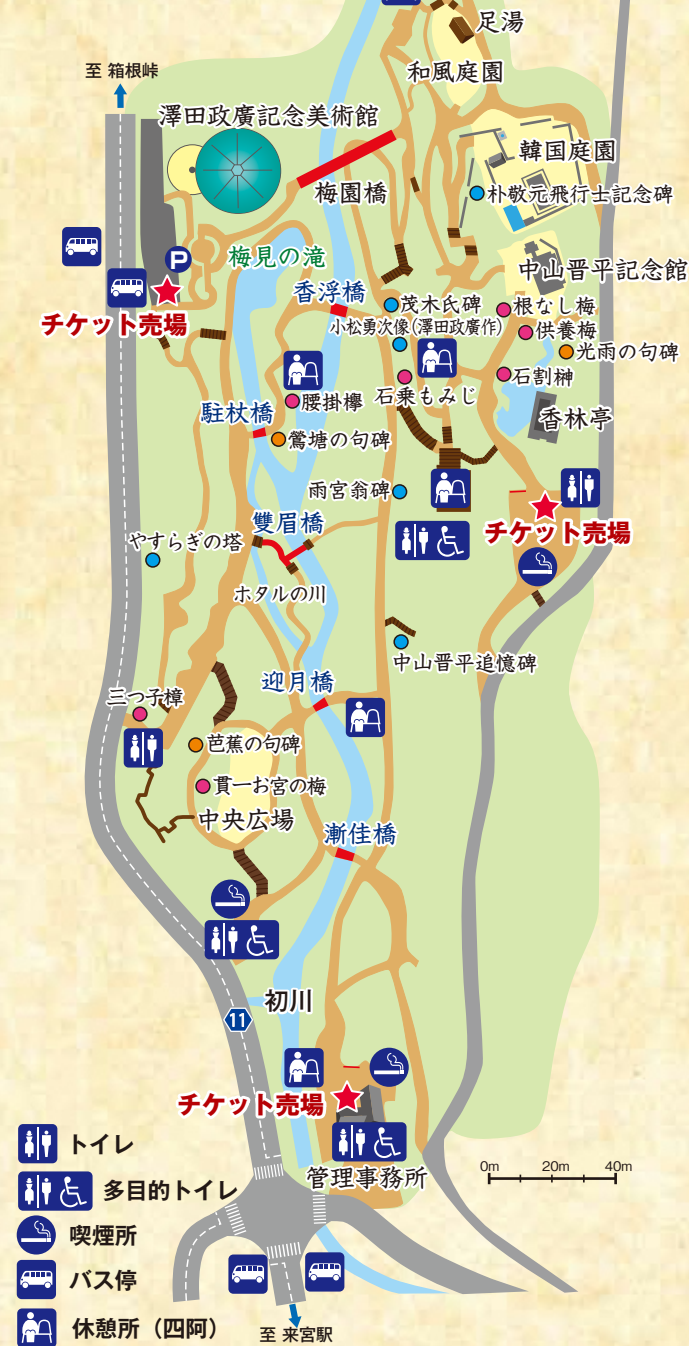 足湯
和風庭園
至 箱根峠
澤田政廣記念美術館
韓国庭園
梅園橋
朴敬元飛行士記念碑
P
梅見の滝
中山晋平記念館
香浮橋
茂木氏碑
根なし梅
チケット売場
小松勇次像(澤田政廣作)
供養梅
光雨の句碑
石割榊
腰掛欅
石乗もみじ
駐杖橋
香林亭
鶯塘の句碑
雨宮翁碑
雙眉橋
チケット売場
やすらぎの塔
ホタルの川
中山晋平追憶碑
迎月橋
三つ子樟
芭蕉の句碑
貫一お宮の梅
中央広場
漸佳橋
初川
11
チケット売場
管理事務所
0m 20m 40m
トイレ
多目的トイレ
喫煙所
バス停
休憩所（四阿）
至 来宮駅